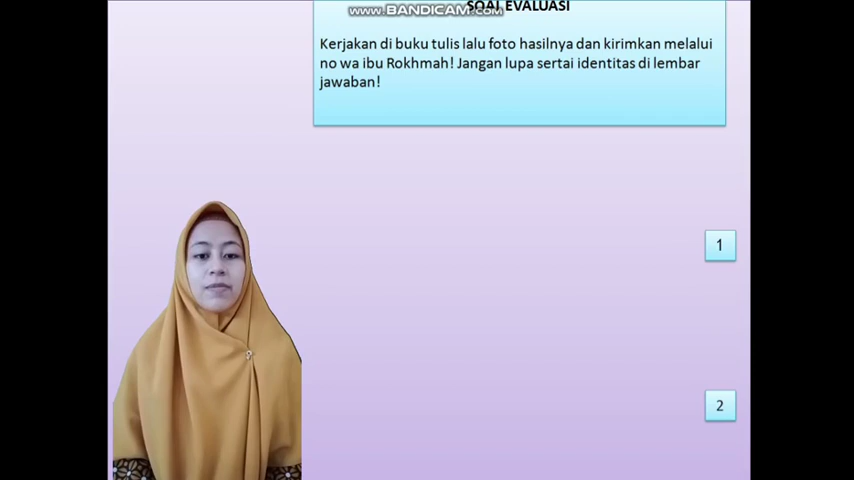 www.BANDICAM.com
SOAL EVALUASI
Kerjakan di buku tulis lalu foto hasilnya dan kirimkan melalui
no wa ibu Rokhmah! Jangan lupa sertai identitas di lembar
jawaban!
1
2